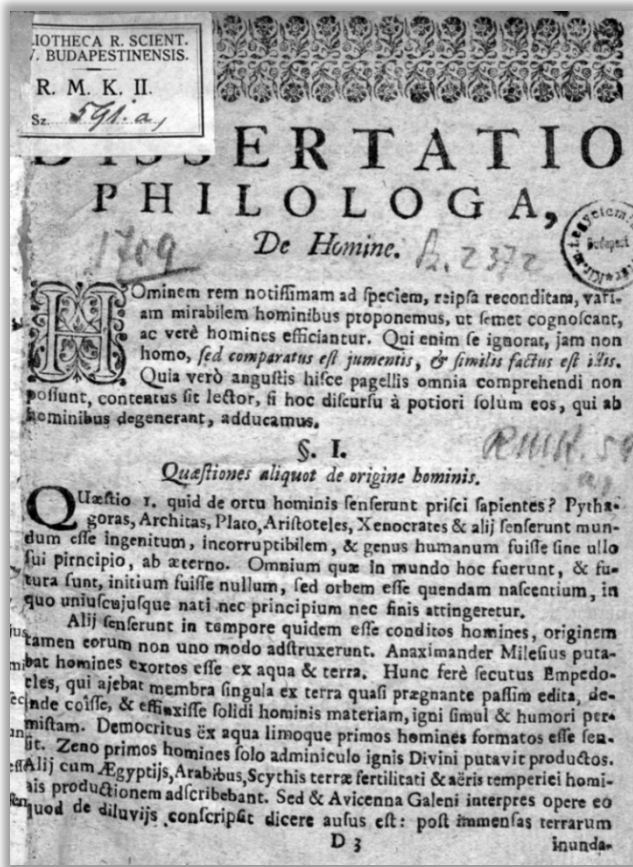 LIOTHECA R. SCIENT.
V. BUDAPESTINENSIS.
R. M. K. II.
Sz. 591. a,
DISSERTATIO
PHILOLOGA,
De Homine.
1709
2372
Budapest
HOminem rem notiſſimam ad ſpeciem, reipſa reconditam, vari-
am mirabilem hominibus proponemus, ut ſemet cognoſcant,
ac verè homines efficiantur. Qui enim ſe ignorat, jam non
homo, ſed comparatus eſt jumentis, & ſimilis factus eſt illis.
Quia verò anguſtis hiſce pagellis omnia comprehendi non
poſſunt, contentus ſit lector, ſi hoc diſcurſu à potiori ſolum eos, qui ab
hominibus degenerant, adducamus.
RMK. 59
a,
§. I.
Quæſtiones aliquot de origine hominis.
QUæſtio 1. quid de ortu hominis ſenſerunt priſci ſapientes? Pytha-
goras, Architas, Plato, Ariſtoteles, Xenocrates & alij ſenſerunt mun-
dum eſſe ingenitum, incorruptibilem, & genus humanum fuiſſe ſine ullo
ſui pirncipio, ab æterno. Omnium quæ in mundo hoc fuerunt, & fu-
tura ſunt, initium fuiſſe nullum, ſed orbem eſſe quendam naſcentium, in
quo uniuſcujuſque nati nec principium nec finis attingeretur.
Alij ſenſerunt in tempore quidem eſſe conditos homines, originem
tamen eorum non uno modo adſtruxerunt. Anaximander Mileſius puta-
bat homines exortos eſſe ex aqua & terra. Hunc ferè ſecutus Empedo-
cles, qui ajebat membra ſingula ex terra quaſi prægnante paſſim edita, de-
inde coiſſe, & effinxiſſe ſolidi hominis materiam, igni ſimul & humori per-
miſtam. Democritus ëx aqua limoque primos homines formatos eſſe ſen-
ſit. Zeno primos homines ſolo adminiculo ignis Divini putavit productos.
Alij cum Ægyptijs, Arabibus, Scythis terræ fertilitati & aëris temperiei homi-
nis productionem adſcribebant. Sed & Avicenna Galeni interpres opere eo
quod de diluvijs conſcripſit dicere auſus eſt: poſt immenſas terrarum
D 3 inunda-